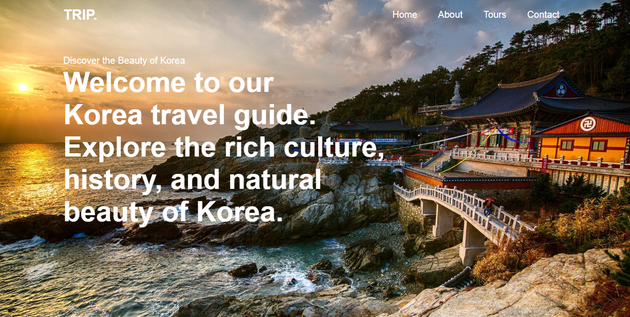 TRIP.
Home About Tours Contact
Discover the Beauty of Korea
Welcome to our
Korea travel guide.
Explore the rich culture,
history, and natural
beauty of Korea.